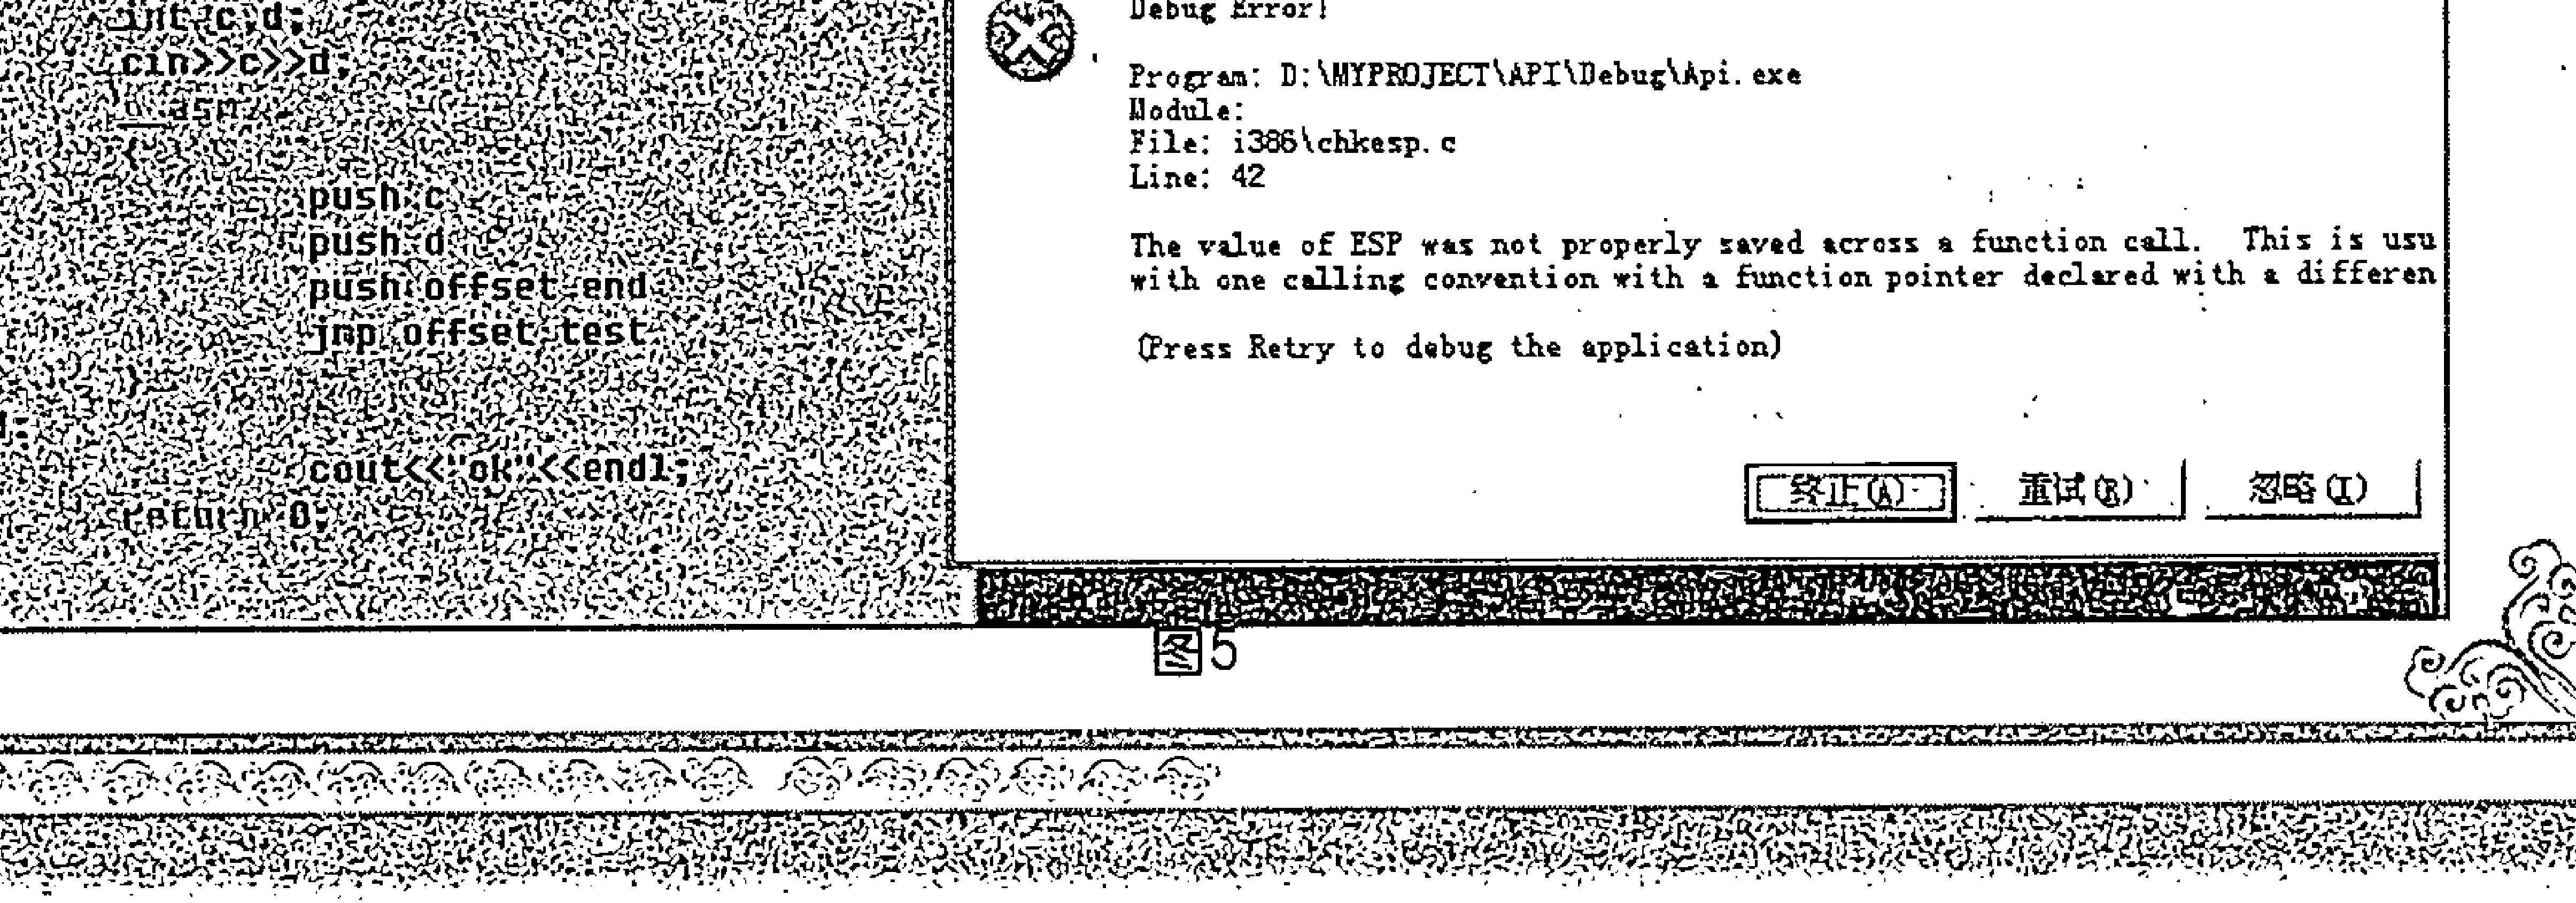 int c,d;
cin>>c>>d;
__asm
{
push c
push d
push offset end
jmp offset test
}
cout<<"ok"<<endl;
return 0;
Debug Error!
Program: D:\MYPROJECT\API\Debug\Api.exe
Module:
File: i386\chkesp.c
Line: 42
The value of ESP was not properly saved across a function call.  This is usu
with one calling convention with a function pointer declared with a differen
(Press Retry to debug the application)
终止(A) 重试(R) 忽略(I)
图5